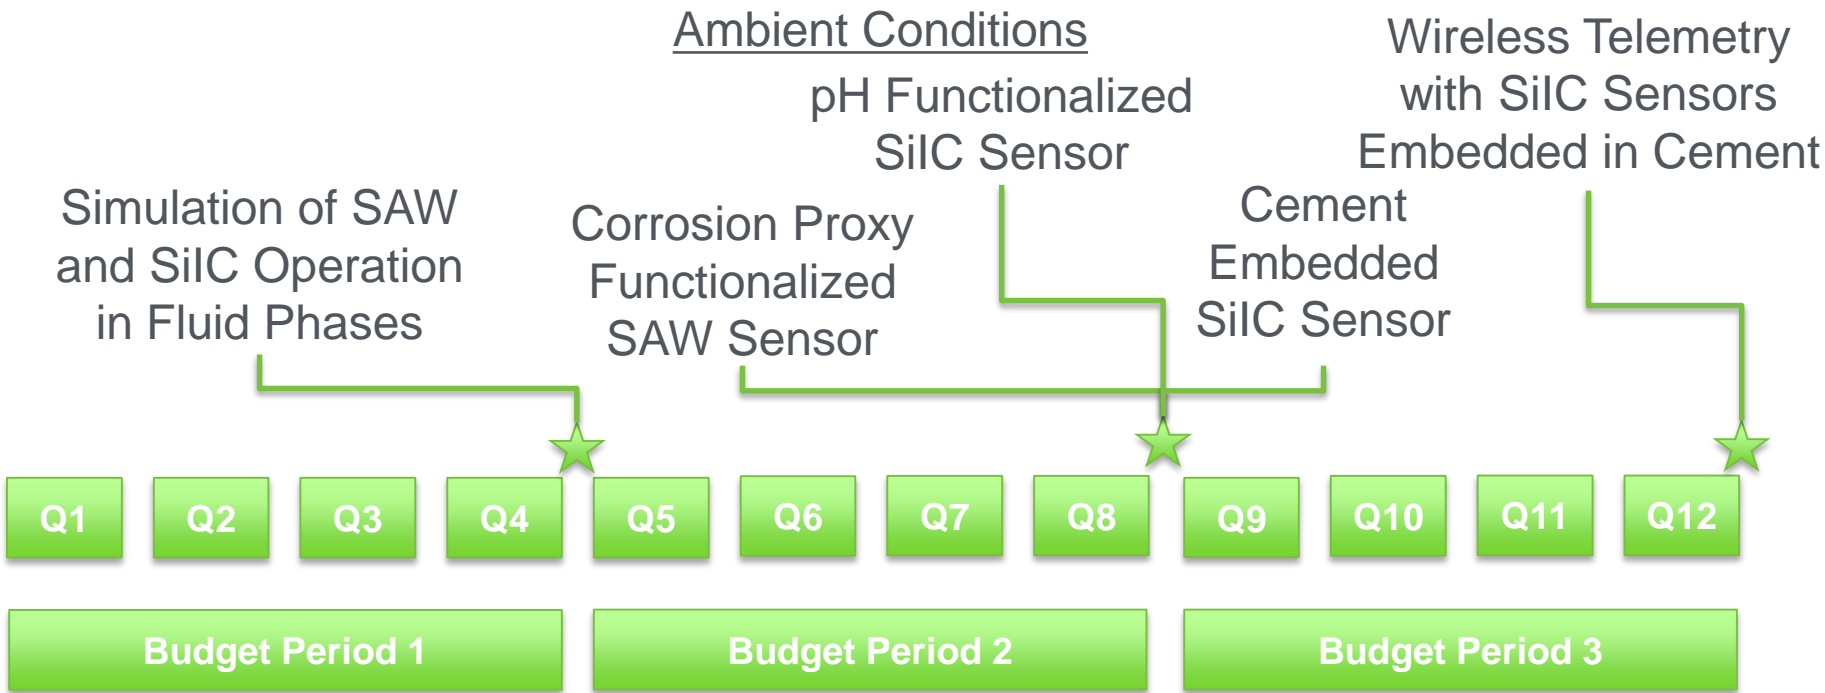 Ambient Conditions
pH Functionalized
SiIC Sensor
Wireless Telemetry
with SiIC Sensors
Embedded in Cement
Simulation of SAW
and SiIC Operation
in Fluid Phases
Corrosion Proxy
Functionalized
SAW Sensor
Cement
Embedded
SiIC Sensor
Q1 Q2 Q3 Q4 Q5 Q6 Q7 Q8 Q9 Q10 Q11 Q12
Budget Period 1 Budget Period 2 Budget Period 3